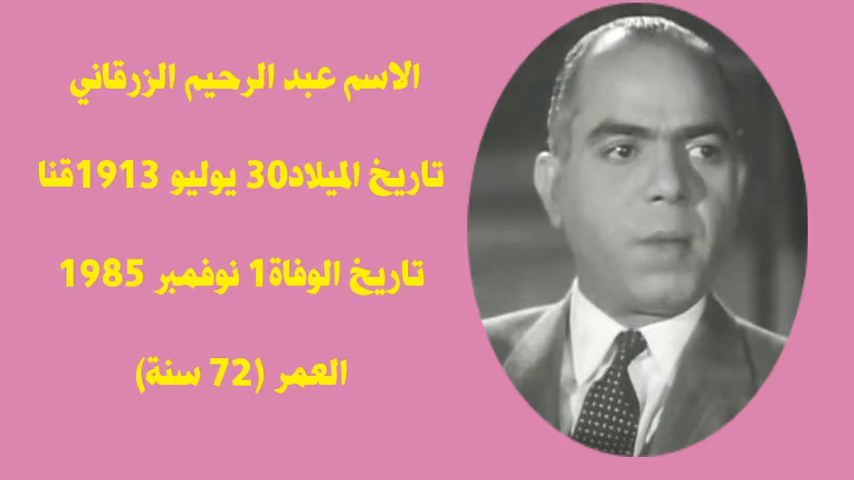 الاسم عبد الرحيم الزرقاني
تاريخ الميلاد30 يوليو 1913قنا
تاريخ الوفاة1 نوفمبر 1985
العمر (72 سنة)